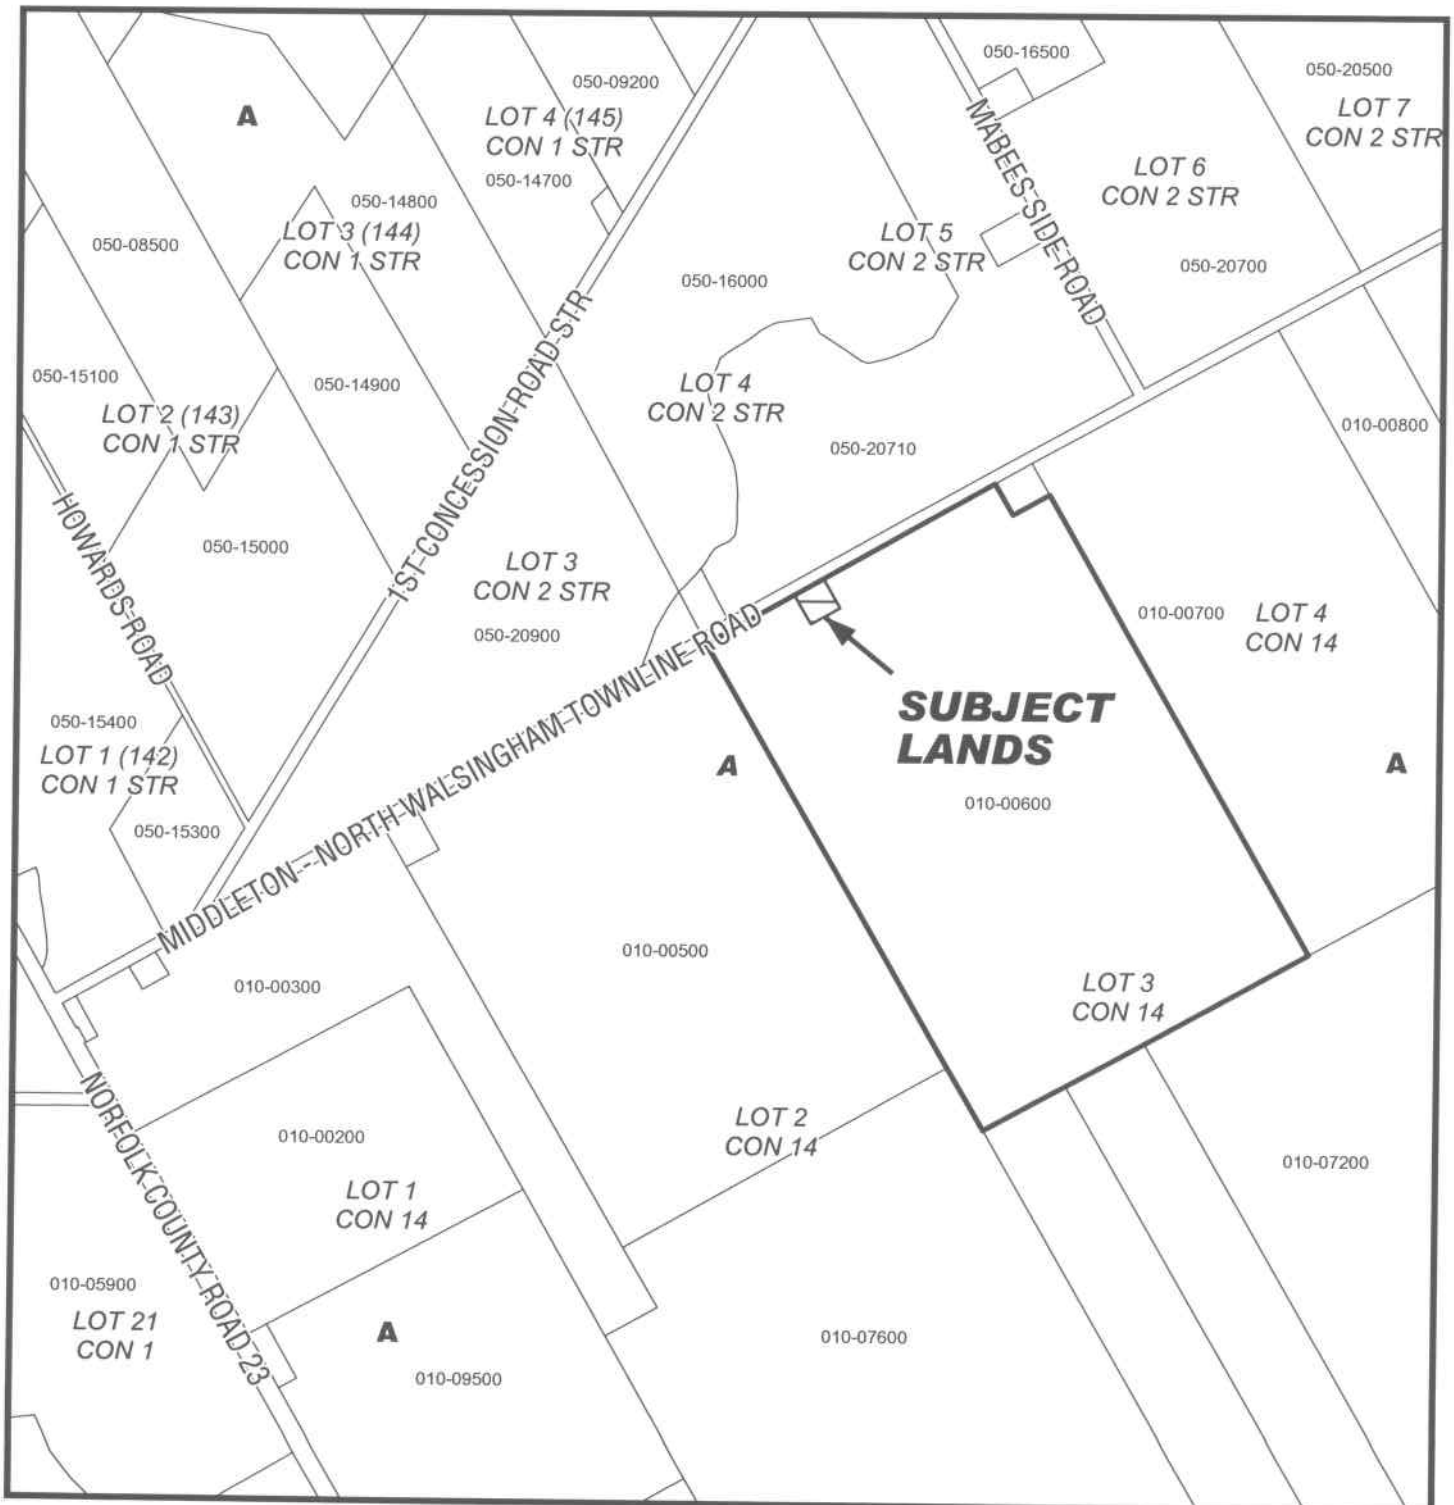 050-16500
050-20500
LOT 7
CON 2 STR
050-09200
A
LOT 4 (145)
CON 1 STR
050-14700
MABEES SIDE ROAD
LOT 6
CON 2 STR
050-20700
050-14800
LOT 3 (144)
CON 1 STR
050-08500
LOT 5
CON 2 STR
050-16000
1ST CONCESSION ROAD STR
050-15100
LOT 2 (143)
CON 1 STR
050-14900
LOT 4
CON 2 STR
050-20710
010-00800
HOWARDS ROAD
050-15000
LOT 3
CON 2 STR
050-20900
010-00700
LOT 4
CON 14
MIDDLETON - NORTH WALSINGHAM TOWNLINE ROAD
SUBJECT
LANDS
010-00600
A
A
050-15400
LOT 1 (142)
CON 1 STR
050-15300
010-00500
010-00300
LOT 3
CON 14
NORFOLK COUNTY ROAD 23
010-00200
LOT 1
CON 14
LOT 2
CON 14
010-07200
010-05900
LOT 21
CON 1
A
010-09500
010-07600